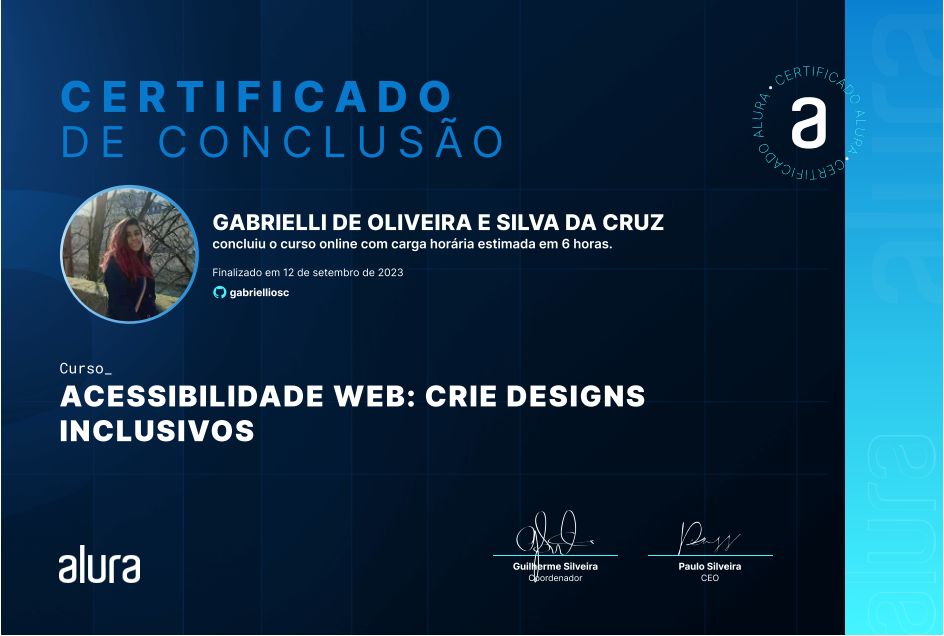 CERTIFICADO
DE CONCLUSÃO
CERTIFICADO ALURA • CERTIFICADO ALURA •
a
GABRIELLI DE OLIVEIRA E SILVA DA CRUZ
concluiu o curso online com carga horária estimada em 6 horas.
Finalizado em 12 de setembro de 2023
gabrielliosc
Curso_
ACESSIBILIDADE WEB: CRIE DESIGNS
INCLUSIVOS
alura
Guilherme Silveira
Coordenador
Paulo Silveira
CEO
alura
alura